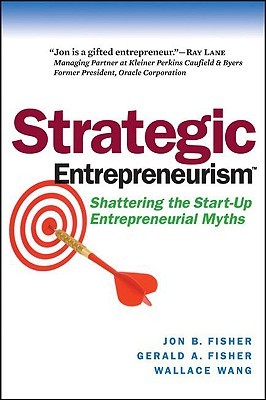 “Jon is a gifted entrepreneur.”—RAY LANE
Managing Partner at Kleiner Perkins Caufield & Byers
Former President, Oracle Corporation
Strategic
Entrepreneurism™
Shattering the Start-Up
Entrepreneurial Myths
JON B. FISHER
GERALD A. FISHER
WALLACE WANG